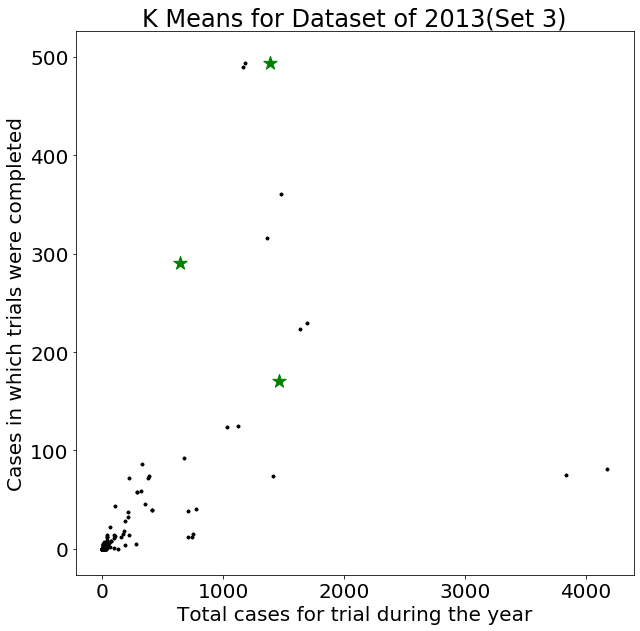 K Means for Dataset of 2013(Set 3)
Cases in which trials were completed
500
400
300
200
100
0
0 1000 2000 3000 4000
Total cases for trial during the year